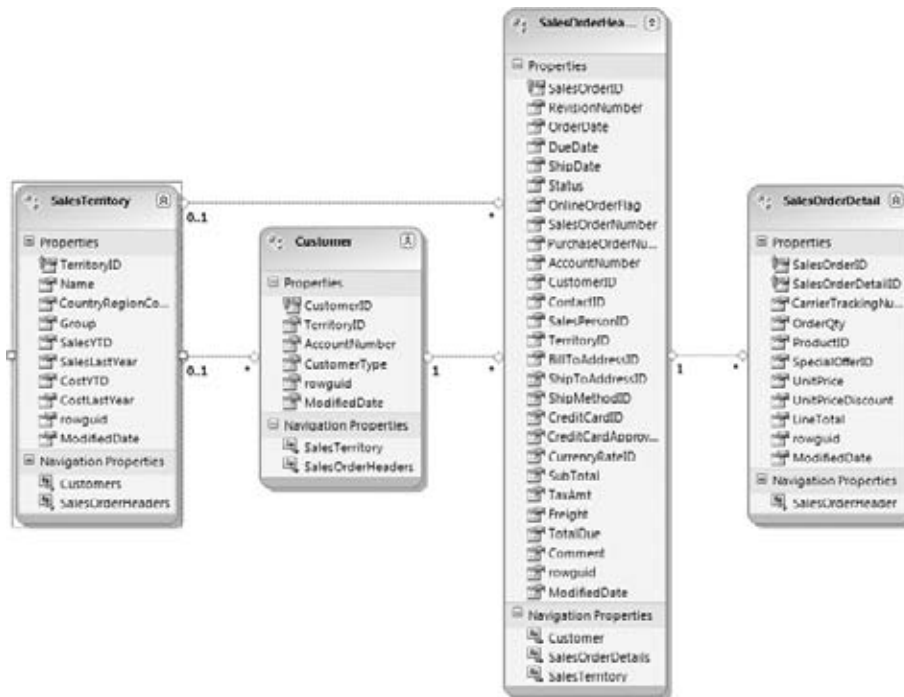 SalesTerritory
Properties
TerritoryID
Name
CountryRegionCo...
Group
SalesYTD
SalesLastYear
CostYTD
CostLastYear
rowguid
ModifiedDate
Navigation Properties
Customers
SalesOrderHeaders
0..1
*
0..1
*
Customer
Properties
CustomerID
TerritoryID
AccountNumber
CustomerType
rowguid
ModifiedDate
Navigation Properties
SalesTerritory
SalesOrderHeaders
1
*
SalesOrderHea...
Properties
SalesOrderID
RevisionNumber
OrderDate
DueDate
ShipDate
Status
OnlineOrderFlag
SalesOrderNumber
PurchaseOrderNu...
AccountNumber
CustomerID
ContactID
SalesPersonID
TerritoryID
BillToAddressID
ShipToAddressID
ShipMethodID
CreditCardID
CreditCardApprov...
CurrencyRateID
SubTotal
TaxAmt
Freight
TotalDue
Comment
rowguid
ModifiedDate
Navigation Properties
Customer
SalesOrderDetails
SalesTerritory
1
*
SalesOrderDetail
Properties
SalesOrderID
SalesOrderDetailID
CarrierTrackingNu...
OrderQty
ProductID
SpecialOfferID
UnitPrice
UnitPriceDiscount
LineTotal
rowguid
ModifiedDate
Navigation Properties
SalesOrderHeader